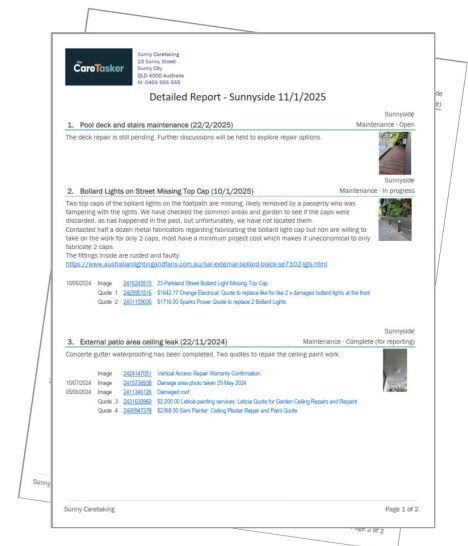 the
CareTasker
Sunny Caretaking
23 Sunny Street
Sunny City
QLD 4000 Australia
M: 0455 555 555
Detailed Report - Sunnyside 11/1/2025
Sunnyside
1. Pool deck and stairs maintenance (22/2/2025) Maintenance - Open
The deck repair is still pending. Further discussions will be held to explore repair options.
Sunnyside
2. Bollard Lights on Street Missing Top Cap (10/1/2025) Maintenance - In progress
Two top caps of the bollard lights on the footpath are missing, likely removed by a passerby who was
tampering with the lights. We have checked the common areas and garden to see if the caps were
discarded, as has happened in the past, but unfortunately, we have not located them.
Contacted half a dozen metal fabricators regarding fabricating the bollard light cap but non are willing to
take on the work for only 2 caps, most have a minimum project cost which makes it uneconomical to only
fabricate 2 caps.
The fittings inside are rusted and faulty.
https://www.australianlightingandfans.com.au/sal-external-bollard-black-se7102-lgls.html
10/06/2024 Image 2416245515 23 Parkland Street Bollard Light Missing Top Cap
Quote 1 2429951016 $1642.17 Orange Electrical: Quote to replace like for like 2 x damaged bollard lights at the front
Quote 2 2431159035 $1716.00 Sparks Power Quote to replace 2 Bollard Lights
Sunnyside
3. External patio area ceiling leak (22/11/2024) Maintenance - Complete (for reporting)
Concerte gutter waterproofing has been completed. Two quotes to repair the ceiling paint work.
Image 2424147051 Vertical Access Repair Warranty Confirmation
10/07/2024 Image 2415736938 Damage area photo taken 29 May 2024
05/06/2024 Image 2411346126 Damaged roof
Quote 3 2431630960 $2,200.00 Leticia painting services: Leticia Quote for Garden Ceiling Repairs and Repaint
Quote 4 2430947378 $2368.00 Sam Painter: Ceiling Plaster Repair and Paint Quote
Sunny Caretaking Page 1 of 2
Sunny
Page 2 of 2